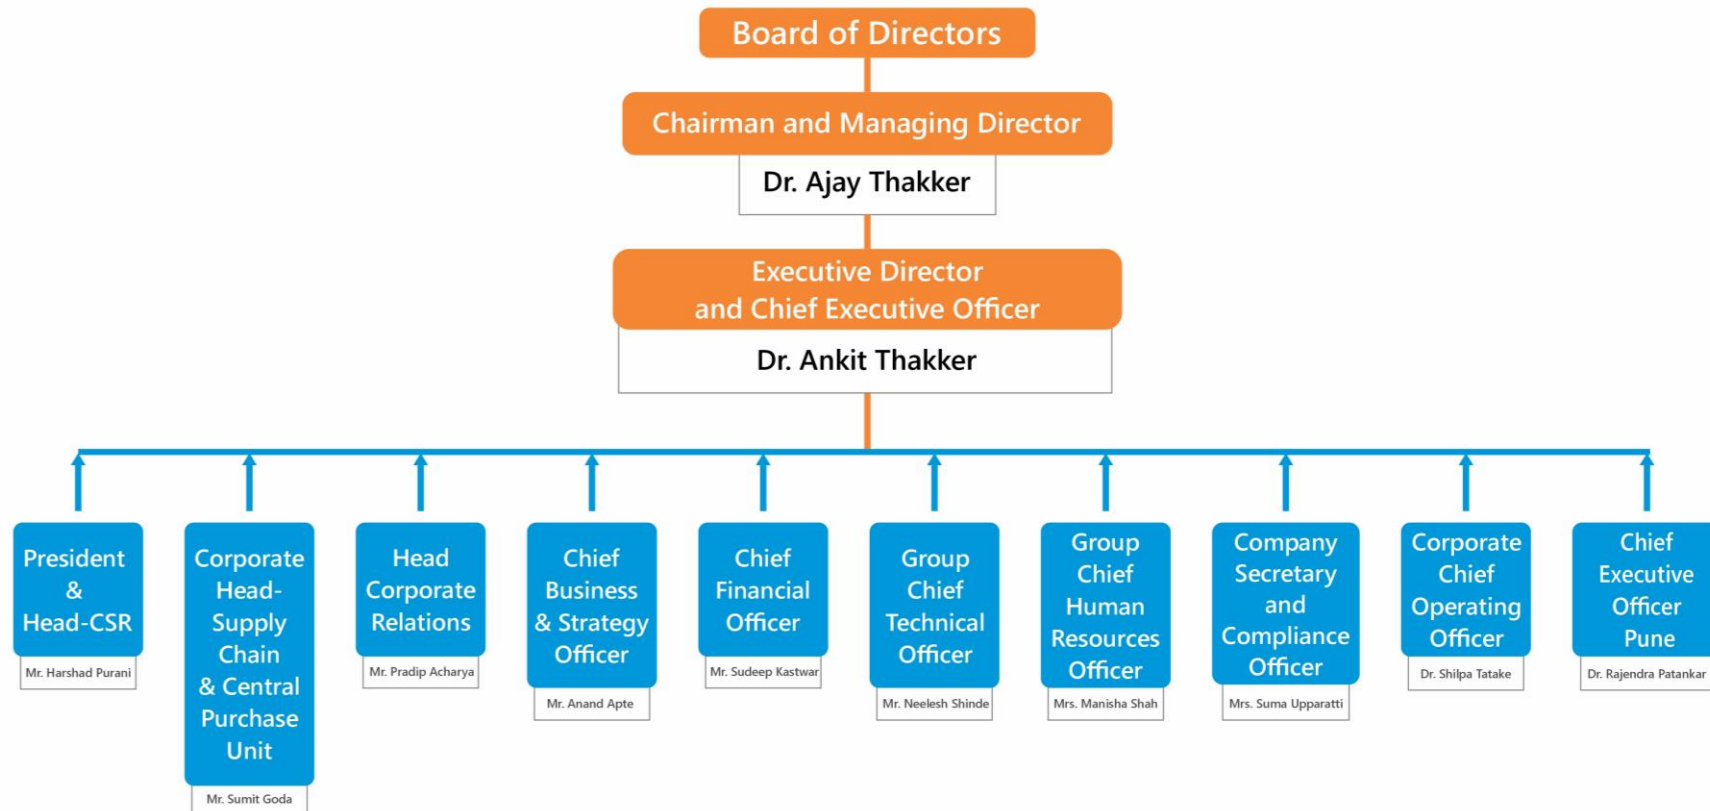 Board of Directors
Chairman and Managing Director
Dr. Ajay Thakker
Executive Director
and Chief Executive Officer
Dr. Ankit Thakker
President
&
Head-CSR
Mr. Harshad Purani
Corporate
Head-
Supply
Chain
& Central
Purchase
Unit
Mr. Sumit Goda
Head
Corporate
Relations
Mr. Pradip Acharya
Chief
Business
& Strategy
Officer
Mr. Anand Apte
Chief
Financial
Officer
Mr. Sudeep Kastwar
Group
Chief
Technical
Officer
Mr. Neelesh Shinde
Group
Chief
Human
Resources
Officer
Mrs. Manisha Shah
Company
Secretary
and
Compliance
Officer
Mrs. Suma Upparatti
Corporate
Chief
Operating
Officer
Dr. Shilpa Tatake
Chief
Executive
Officer
Pune
Dr. Rajendra Patankar